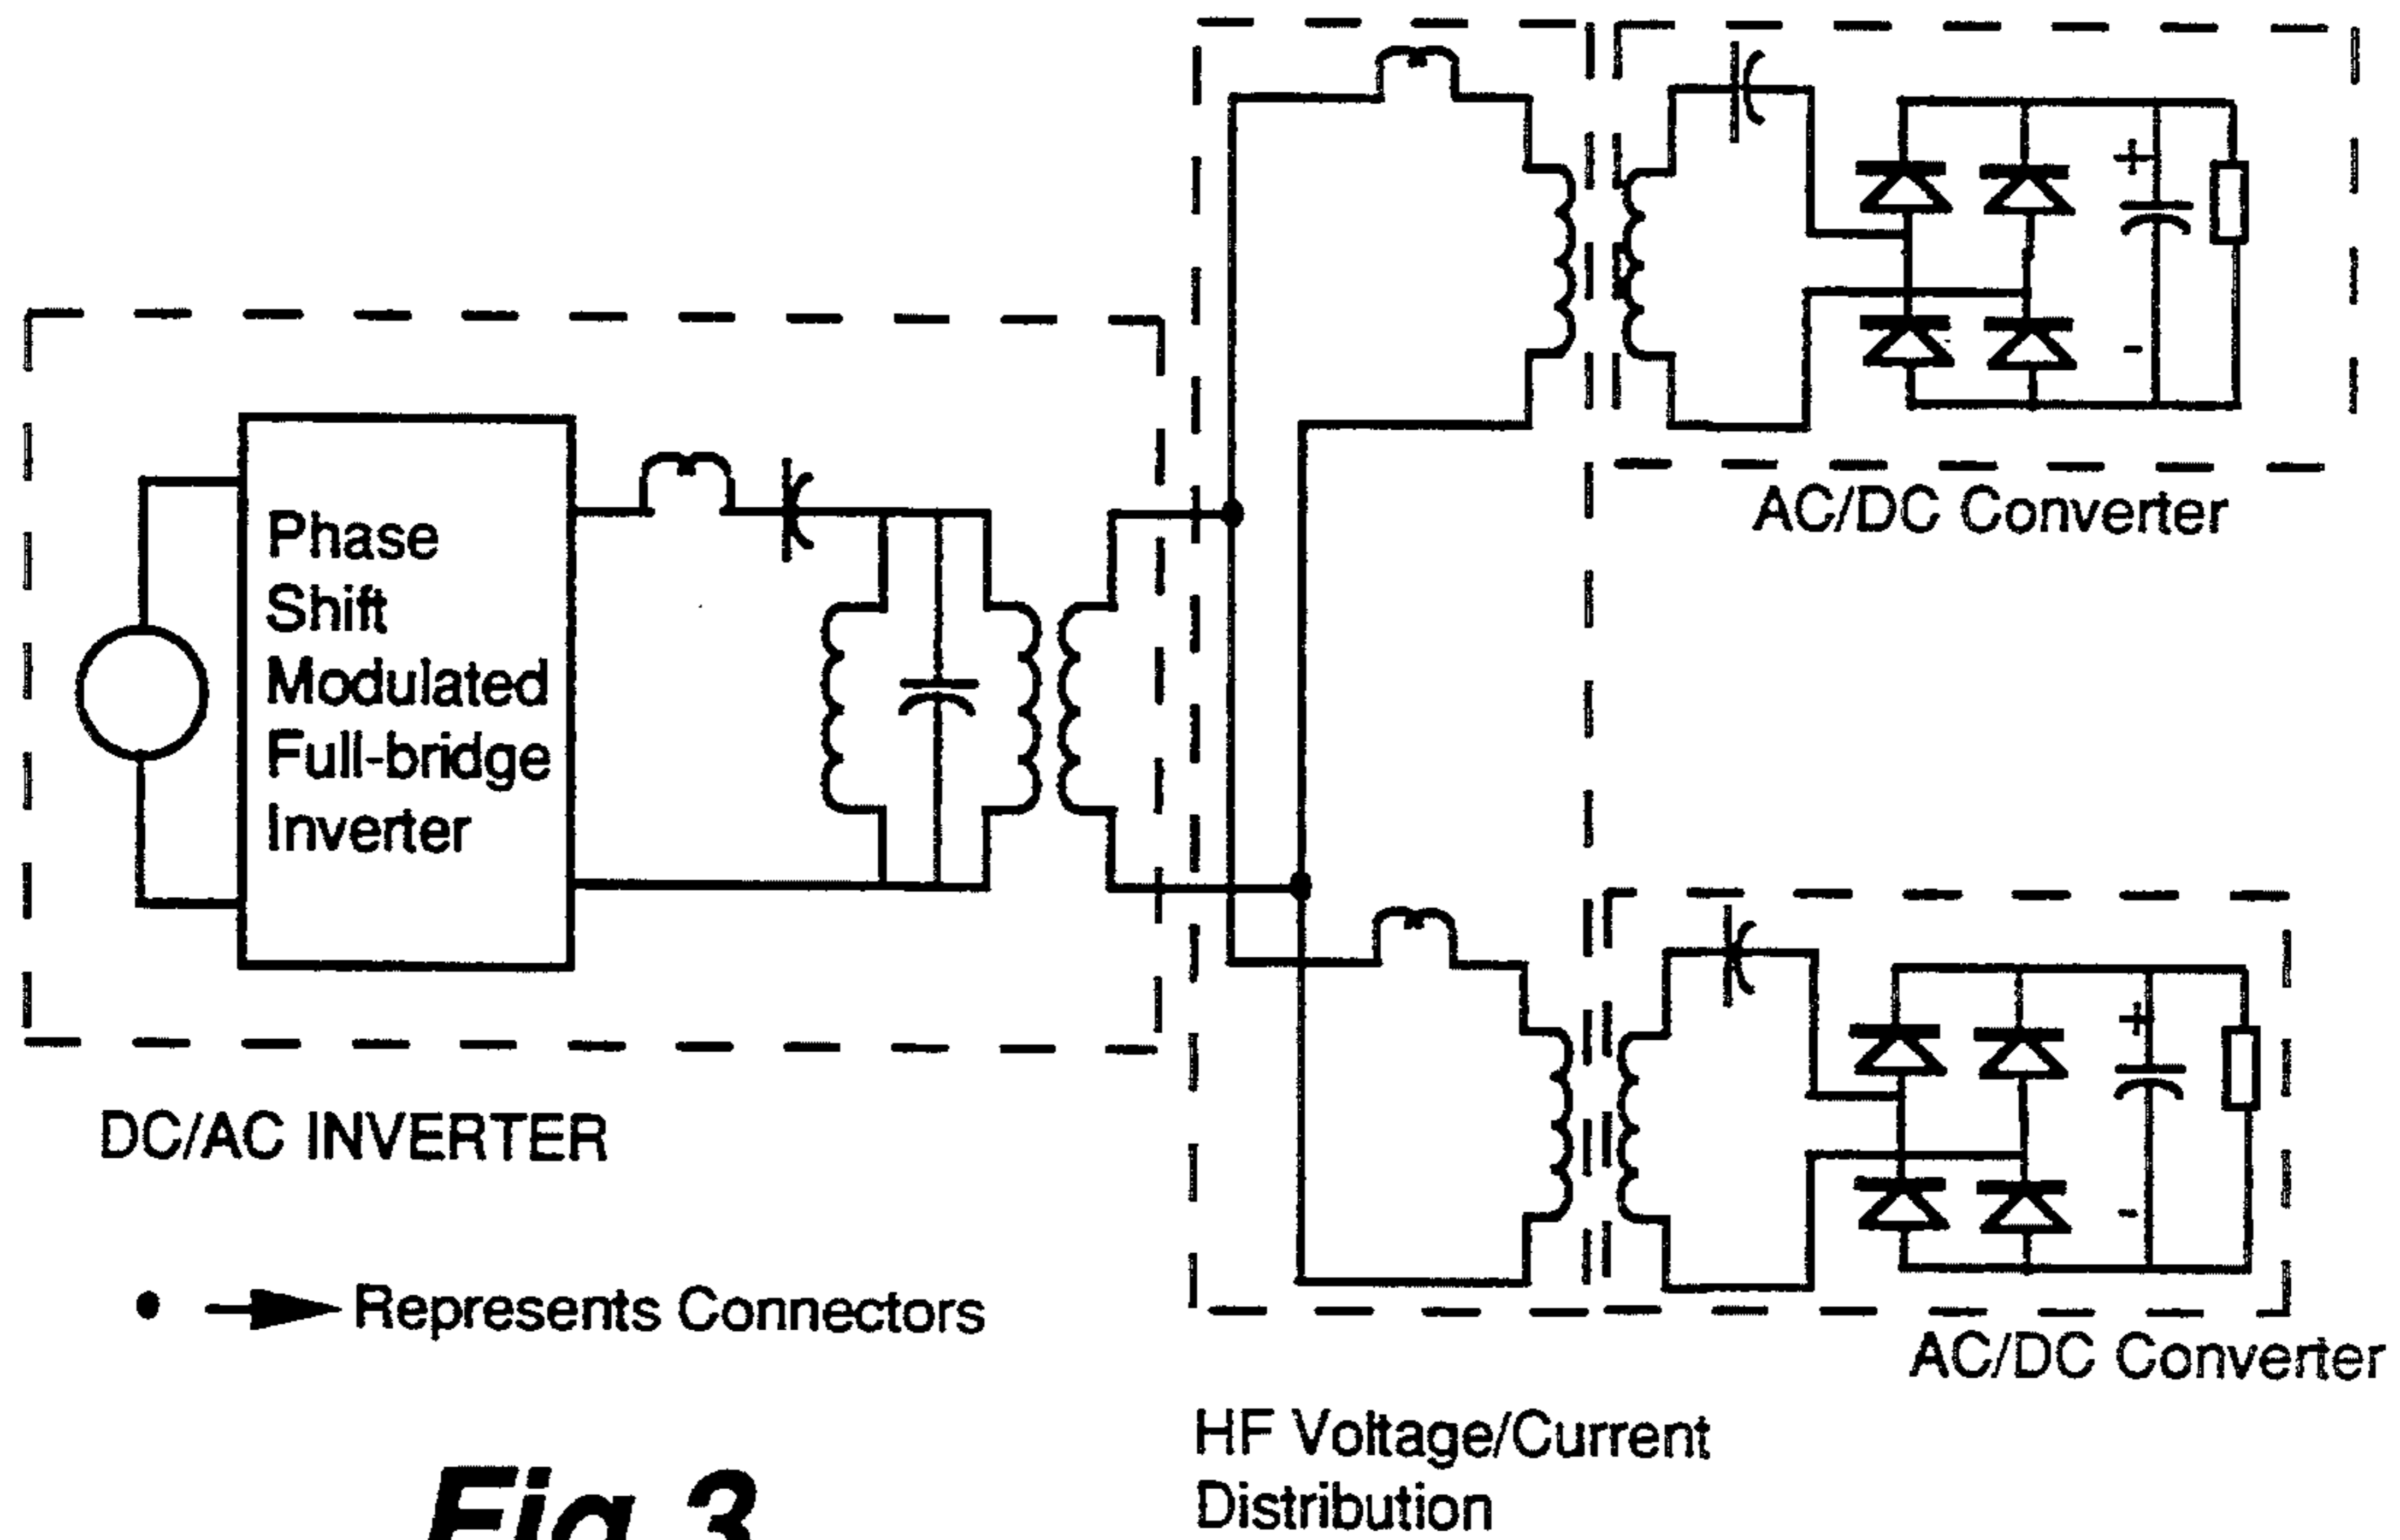 Phase
Shift
Modulated
Full-bridge
Inverter
DC/AC INVERTER
+
-
AC/DC Converter
+
-
AC/DC Converter
Represents Connectors
HF Voltage/Current
Distribution
Fig 3